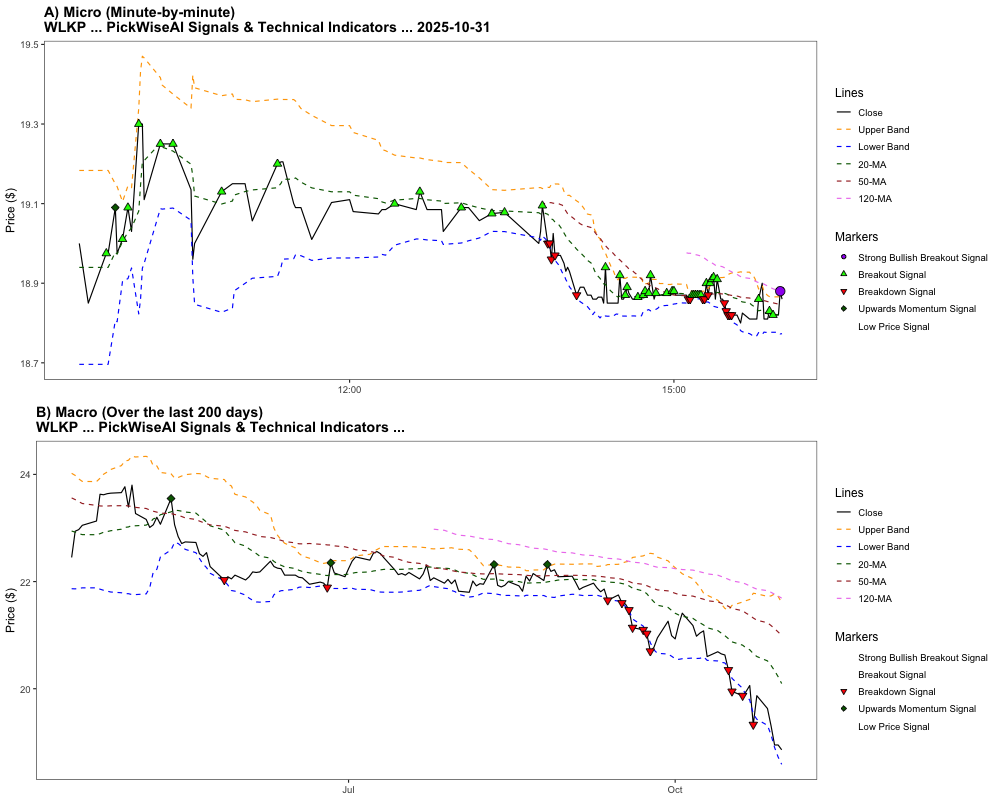 A) Micro (Minute-by-minute)
WLKP ... PickWiseAI Signals & Technical Indicators ... 2025-10-31
Price ($)
19.5
19.3
19.1
18.9
18.7
12:00
15:00
Lines
Close
Upper Band
Lower Band
20-MA
50-MA
120-MA
Markers
Strong Bullish Breakout Signal
Breakout Signal
Breakdown Signal
Upwards Momentum Signal
Low Price Signal
B) Macro (Over the last 200 days)
WLKP ... PickWiseAI Signals & Technical Indicators ...
Price ($)
24
22
20
Jul
Oct
Lines
Close
Upper Band
Lower Band
20-MA
50-MA
120-MA
Markers
Strong Bullish Breakout Signal
Breakout Signal
Breakdown Signal
Upwards Momentum Signal
Low Price Signal